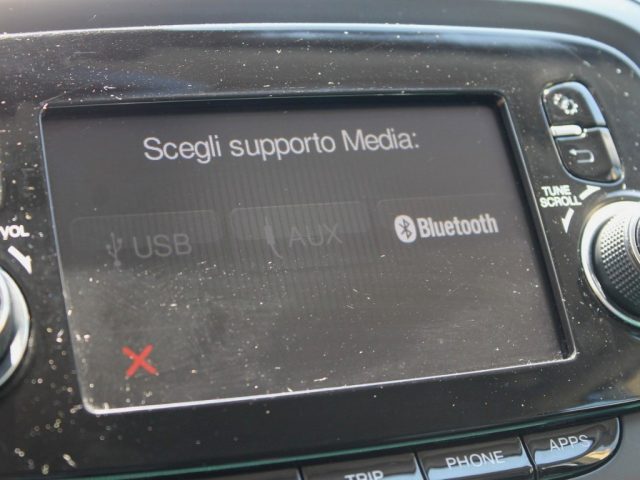 Scegli supporto Media:
USB AUX Bluetooth
VOL
TUNE
SCROLL
TRIP PHONE APPS